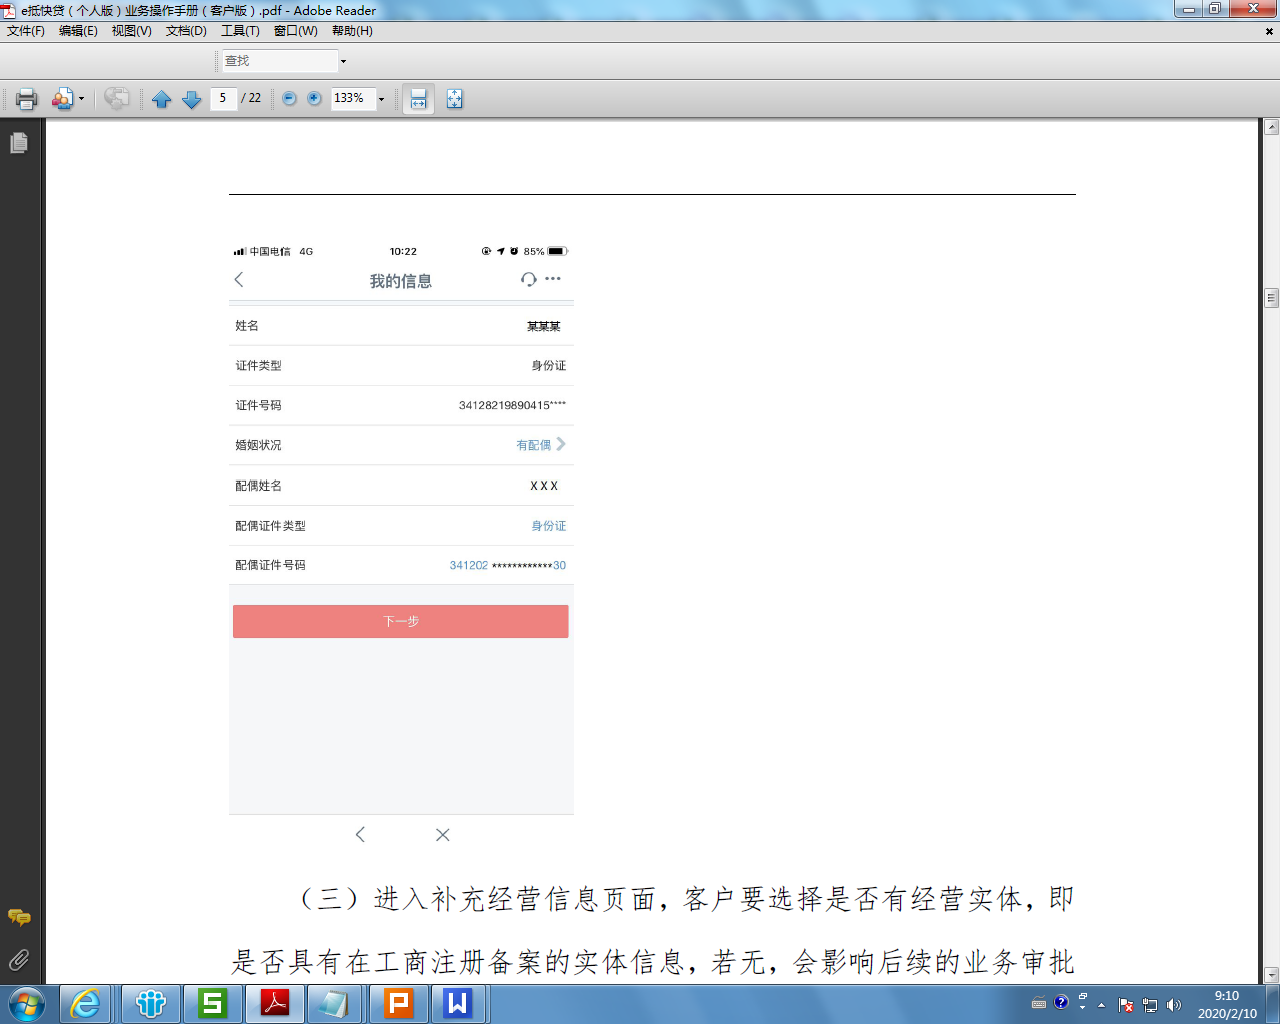 e抵快贷（个人版）业务操作手册（客户版）.pdf - Adobe Reader
文件(F) 编辑(E) 视图(V) 文档(D) 工具(T) 窗口(W) 帮助(H)
查找
5 / 22 133%
中国电信 4G 10:22 85%
我的信息
姓名 某某某
证件类型 身份证
证件号码 34128219890415****
婚姻状况 有配偶
配偶姓名 X X X
配偶证件类型 身份证
配偶证件号码 341202 ************30
下一步
（三）进入补充经营信息页面，客户要选择是否有经营实体，即
是否具有在工商注册备案的实体信息，若无，会影响后续的业务审批
S P W
9:10
2020/2/10